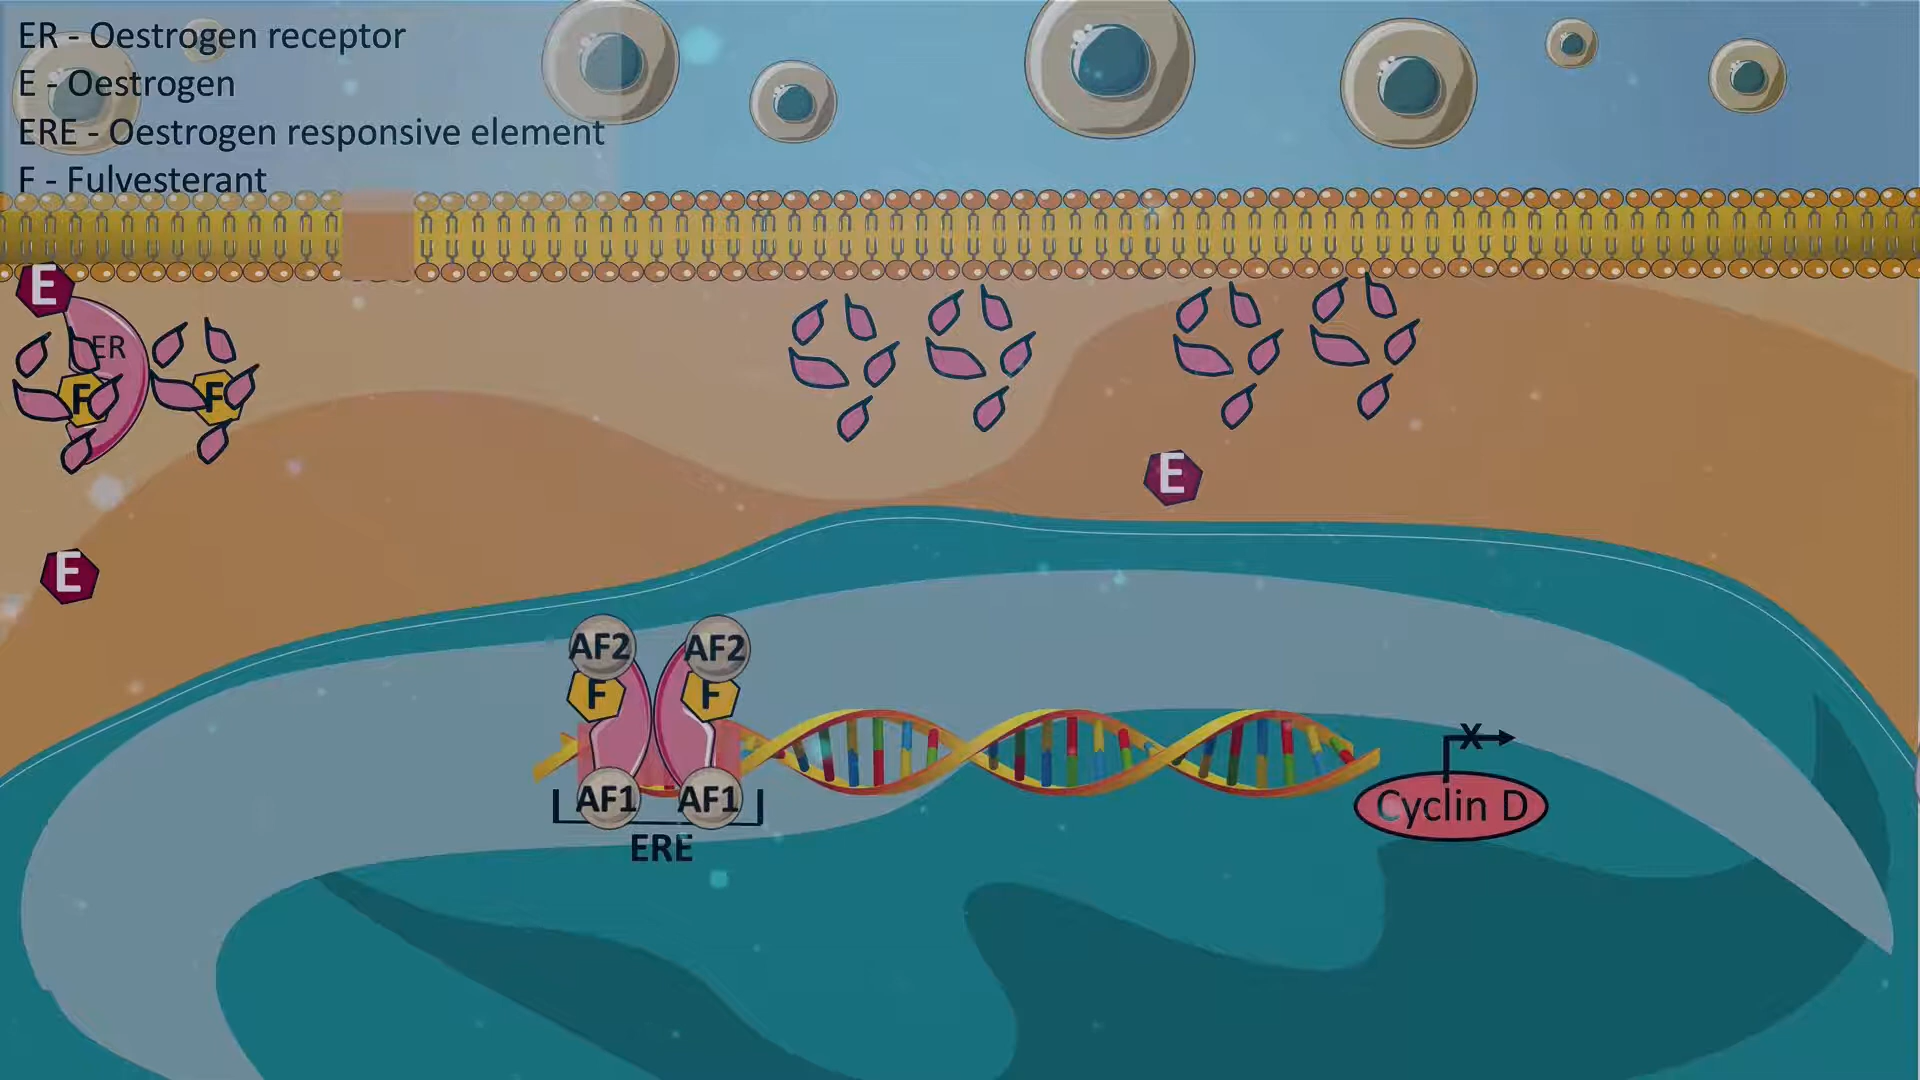 ER - Oestrogen receptor
E - Oestrogen
ERE - Oestrogen responsive element
F - Fulvesterant
E
ER
F
F
E
E
AF2
AF2
F
F
AF1
AF1
ERE
X
Cyclin D